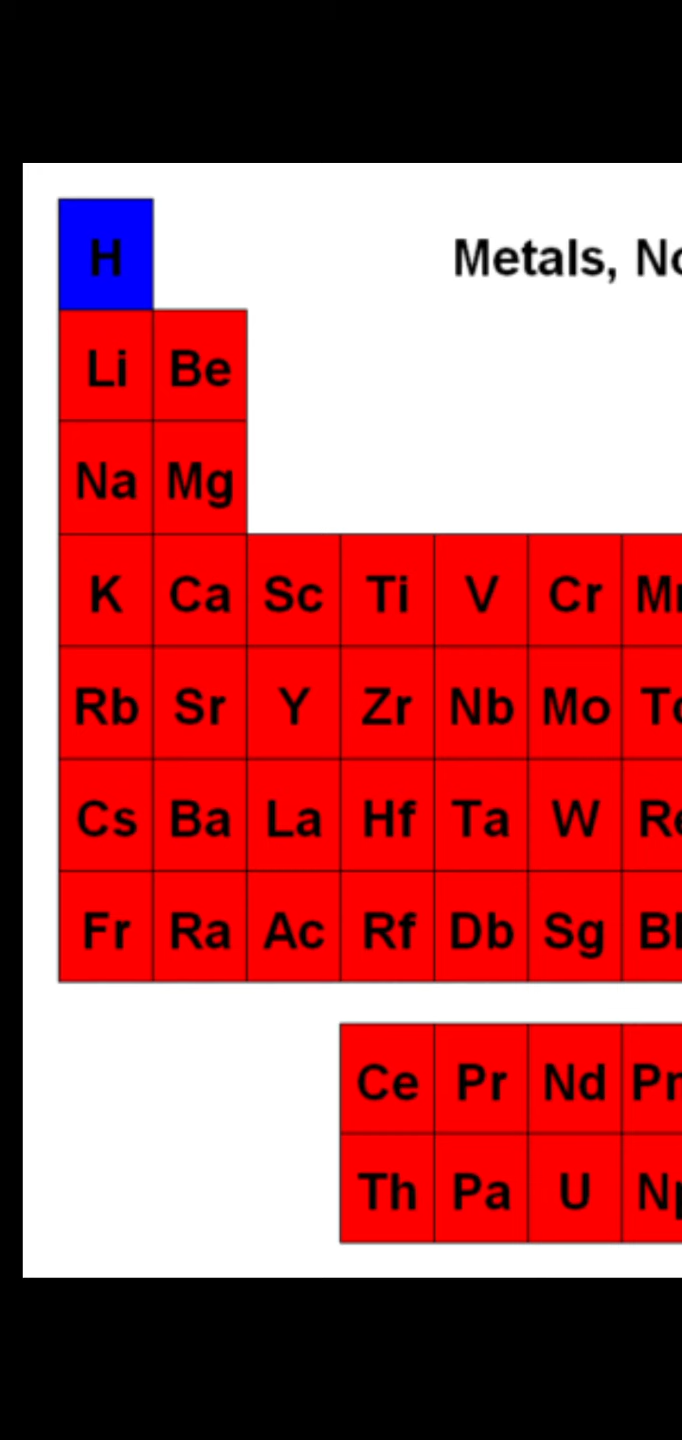 H
Metals, No
Li Be
Na Mg
K Ca Sc Ti V Cr
Rb Sr Y Zr Nb Mo
Cs Ba La Hf Ta W
Fr Ra Ac Rf Db Sg
Ce Pr Nd
Th Pa U